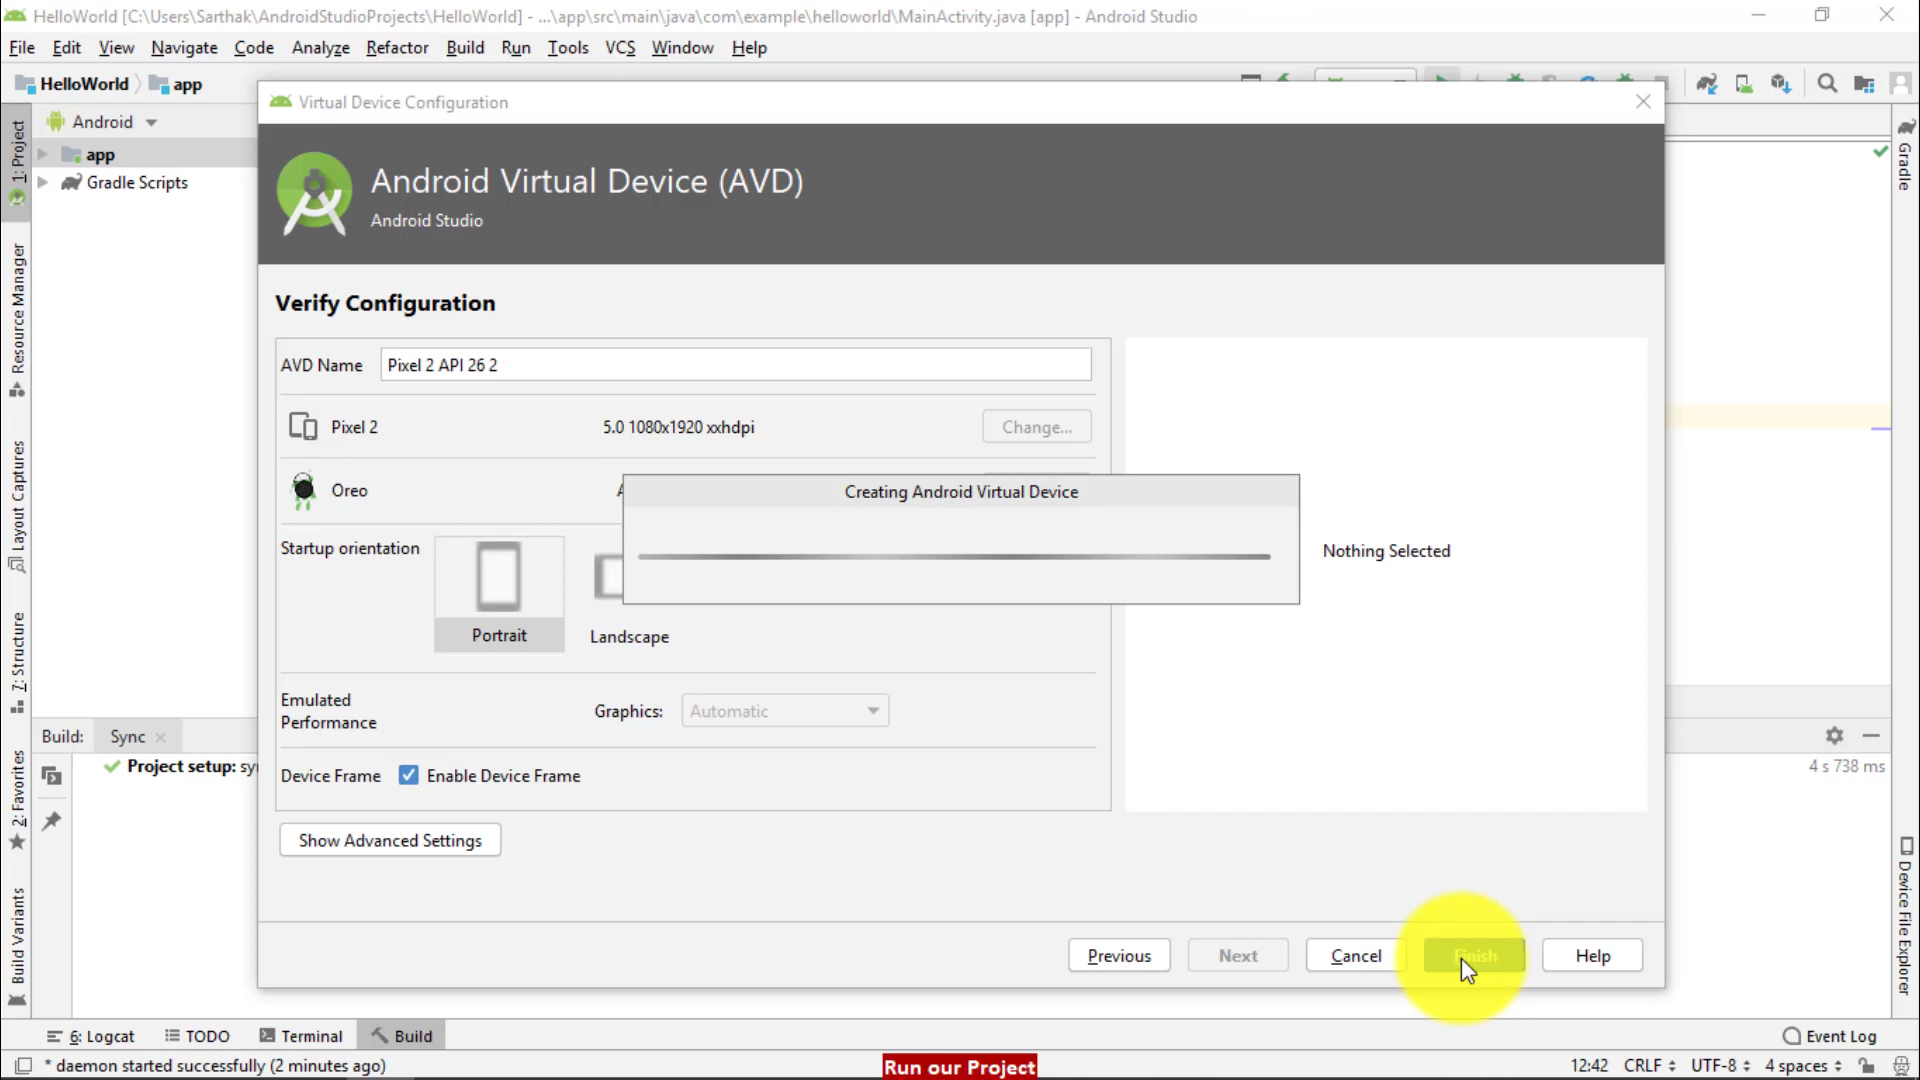 HelloWorld [C:\Users\Sarthak\AndroidStudioProjects\HelloWorld] - ...\app\src\main\java\com\example\helloworld\MainActivity.java [app] - Android Studio
File Edit View Navigate Code Analyze Refactor Build Run Tools VCS Window Help
HelloWorld app
Virtual Device Configuration
Android
app
Gradle Scripts
1: Project
Resource Manager
Layout Captures
7: Structure
2: Favorites
Build Variants
Android Virtual Device (AVD)
Android Studio
Verify Configuration
AVD Name Pixel 2 API 26 2
Pixel 2 5.0 1080x1920 xxhdpi Change...
Oreo
Creating Android Virtual Device
Nothing Selected
Startup orientation
Portrait
Landscape
Emulated
Performance
Graphics: Automatic
Device Frame Enable Device Frame
Show Advanced Settings
Previous Next Cancel Finish Help
Gradle
Device File Explorer
Build: Sync
Project setup:
4 s 738 ms
6: Logcat TODO Terminal Build Event Log
* daemon started successfully (2 minutes ago)
Run our Project
12:42 CRLF UTF-8 4 spaces